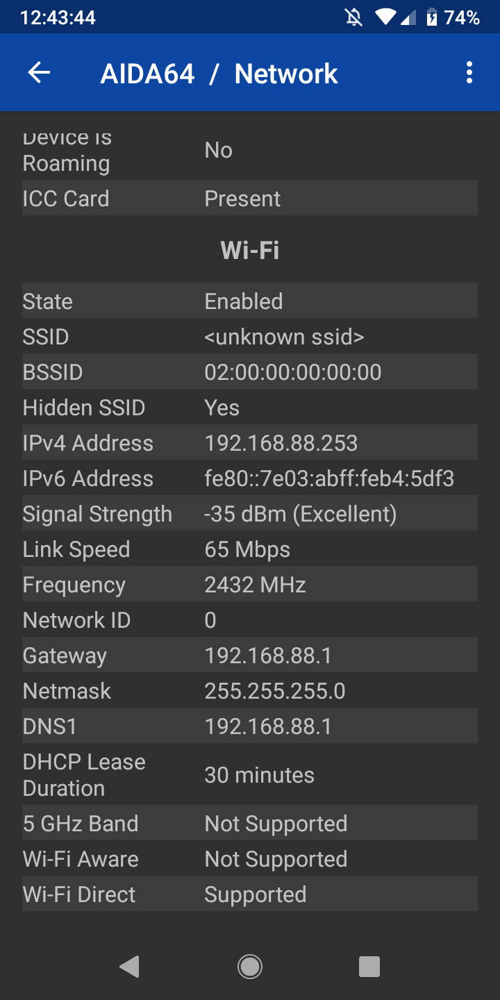 12:43:44 74%
AIDA64 / Network
Device Is
Roaming No
ICC Card Present
Wi-Fi
State Enabled
SSID <unknown ssid>
BSSID 02:00:00:00:00:00
Hidden SSID Yes
IPv4 Address 192.168.88.253
IPv6 Address fe80::7e03:abff:feb4:5df3
Signal Strength -35 dBm (Excellent)
Link Speed 65 Mbps
Frequency 2432 MHz
Network ID 0
Gateway 192.168.88.1
Netmask 255.255.255.0
DNS1 192.168.88.1
DHCP Lease
Duration 30 minutes
5 GHz Band Not Supported
Wi-Fi Aware Not Supported
Wi-Fi Direct Supported